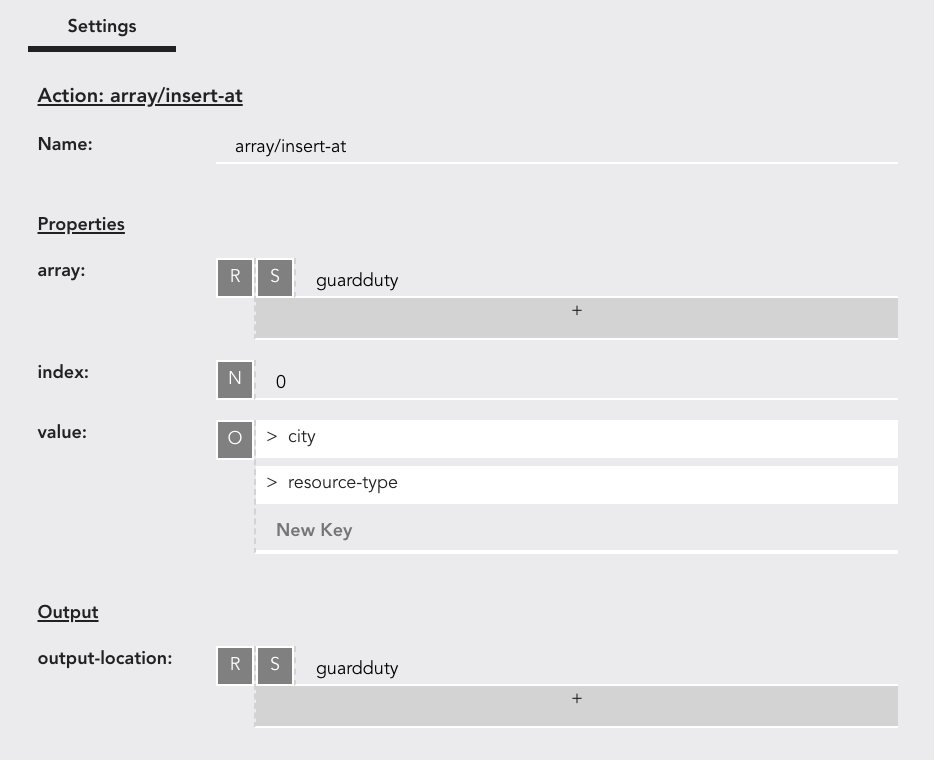 Settings
Action: array/insert-at
Name: array/insert-at
Properties
array: R S guardduty
+
index: N 0
value: O > city
> resource-type
New Key
Output
output-location: R S guardduty
+